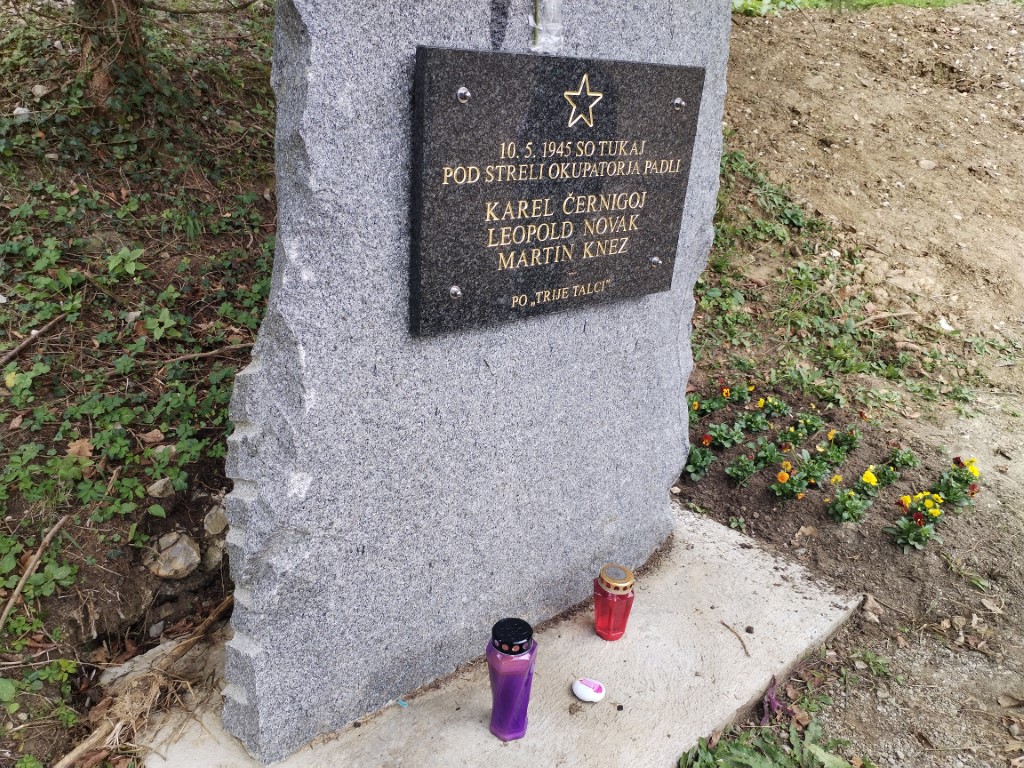 10. 5. 1945 SO TUKAJ
POD STRELI OKUPATORJA PADLI
KAREL ČERNIGOJ
LEOPOLD NOVAK
MARTIN KNEZ
PO „TRIJE TALCI"